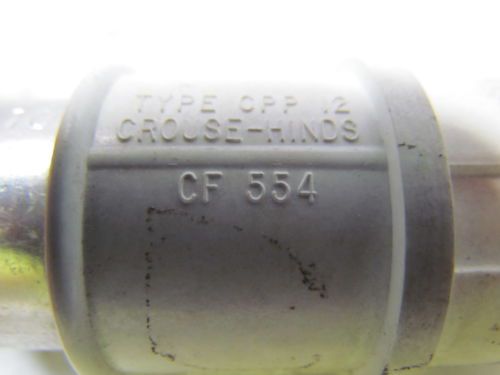 TYPE CPP 12
CROUSE-HINDS
CF 554